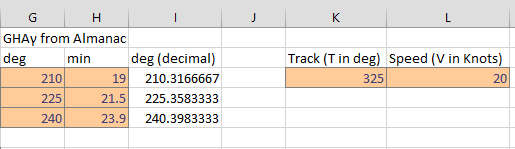 G H I J K L
GHAγ from Almanac
deg min deg (decimal) Track (T in deg) Speed (V in Knots)
210 19 210.3166667 325 20
225 21.5 225.3583333
240 23.9 240.3983333